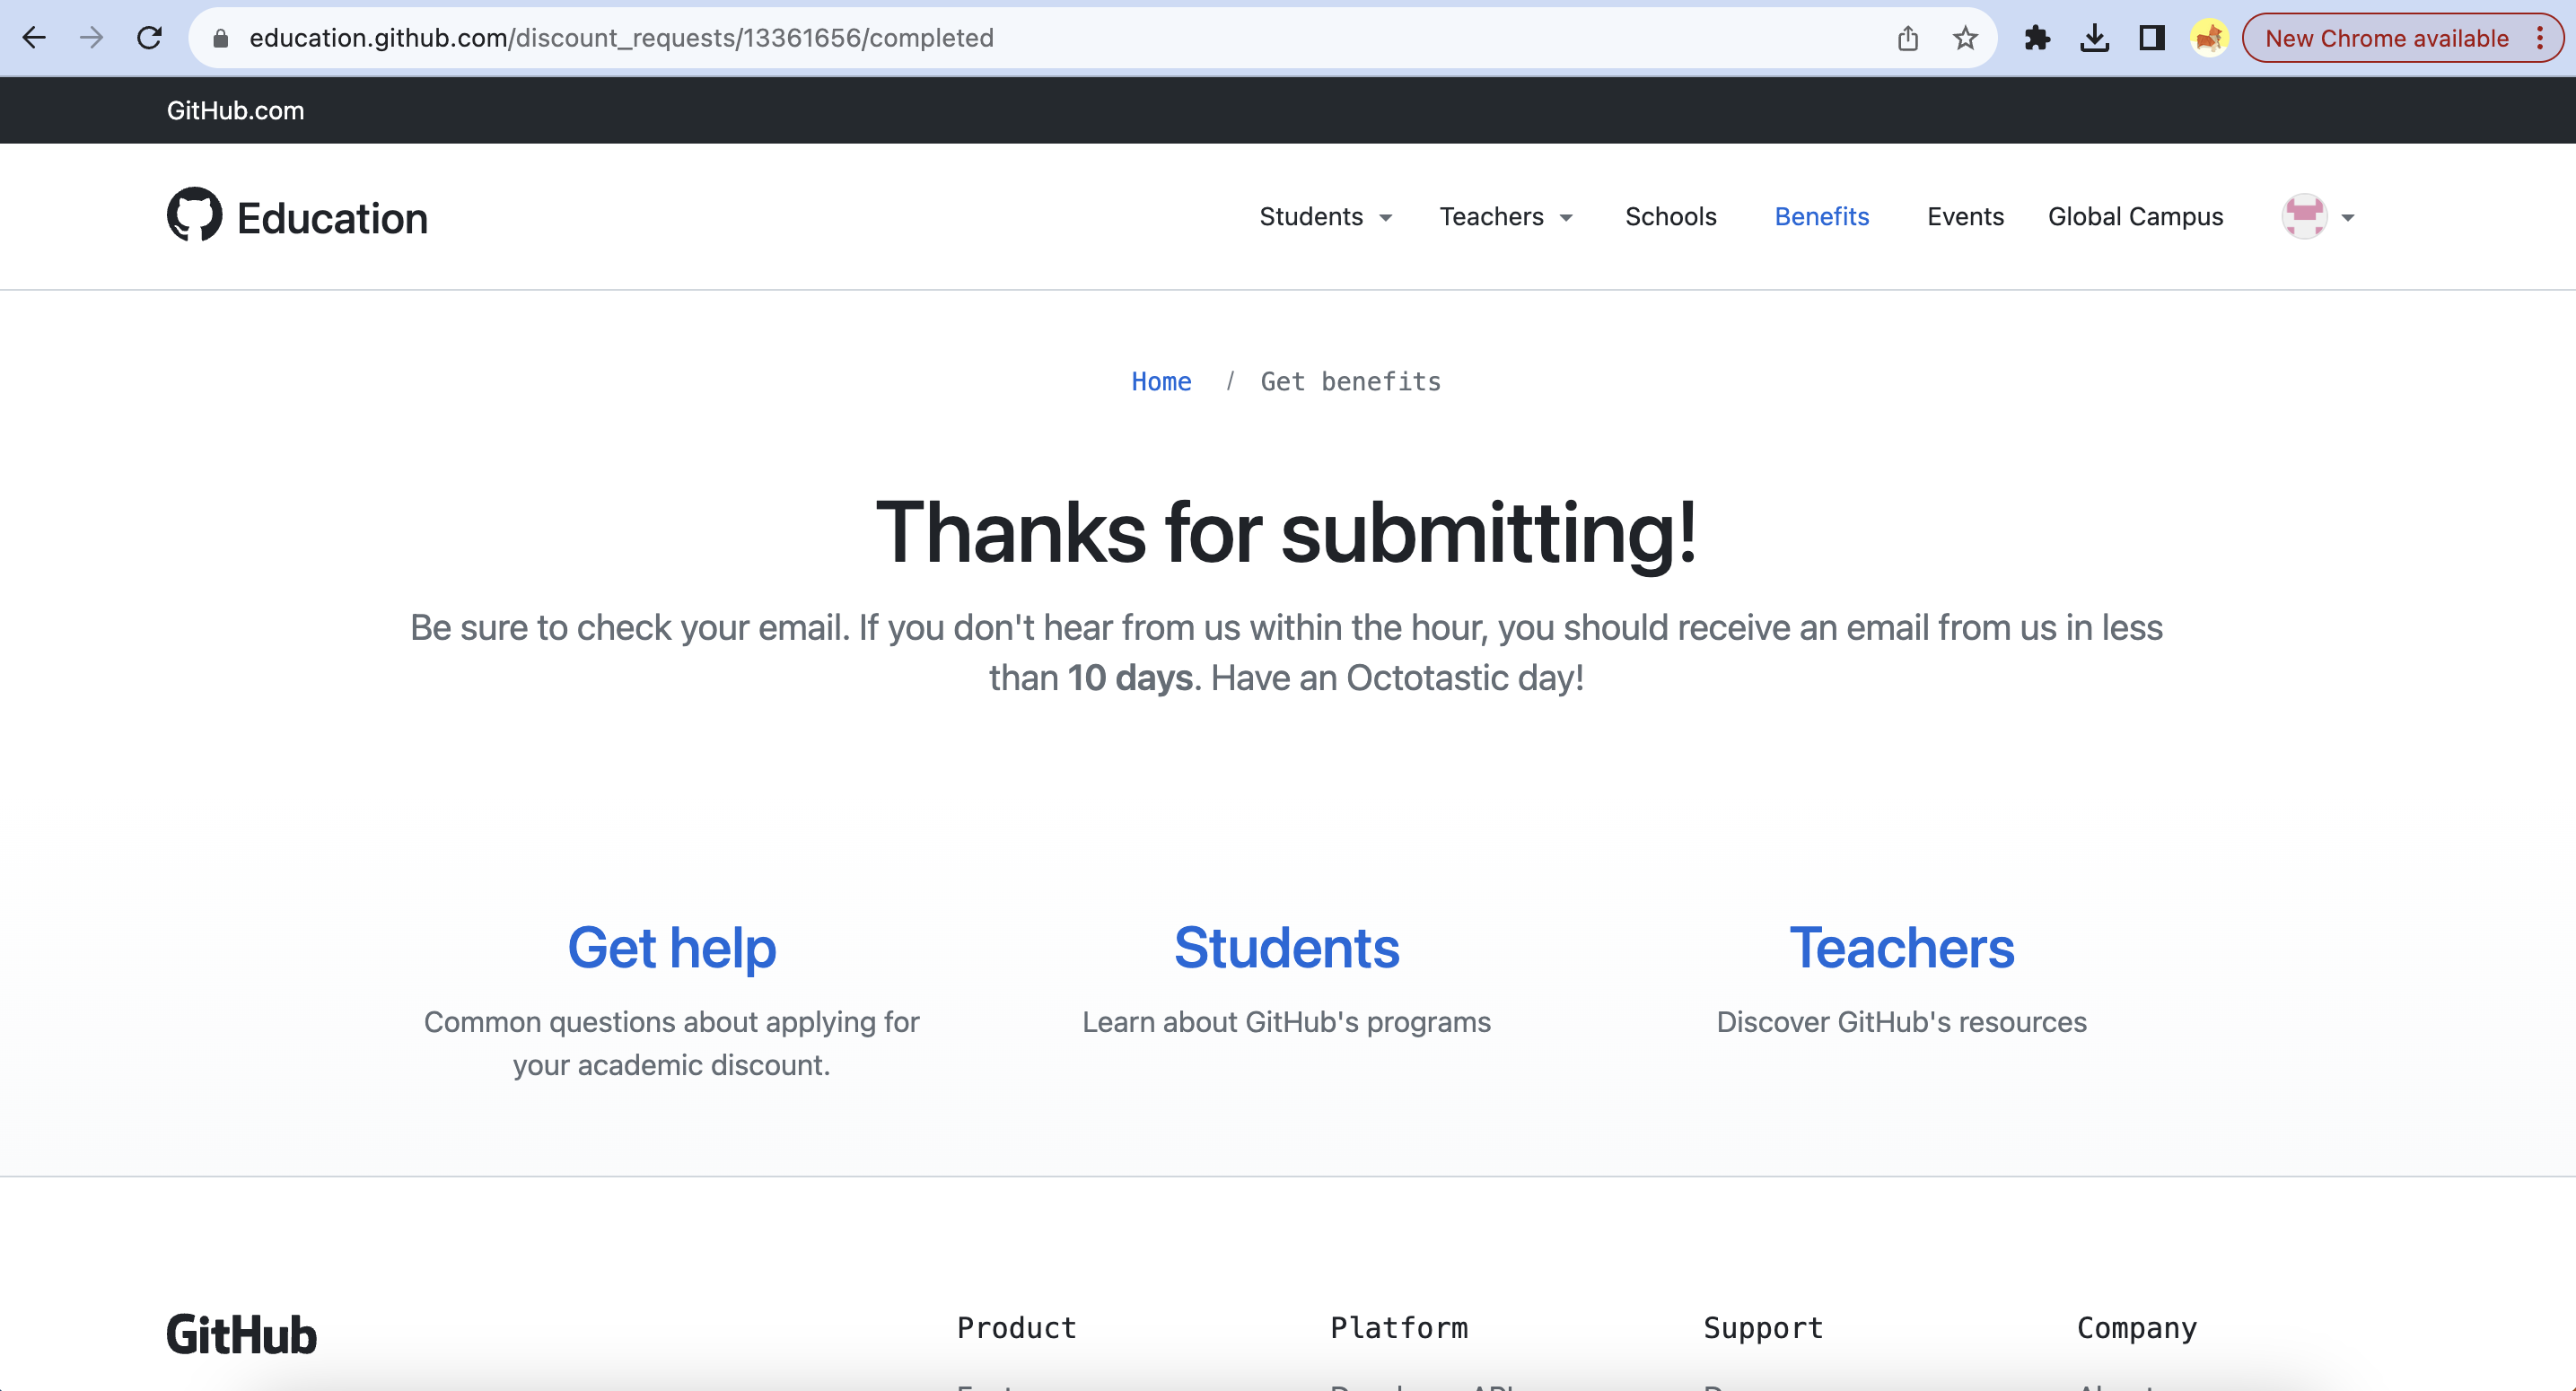 education.github.com/discount_requests/13361656/completed
New Chrome available
GitHub.com
Education
Students
Teachers
Schools
Benefits
Events
Global Campus
Home / Get benefits
Thanks for submitting!
Be sure to check your email. If you don't hear from us within the hour, you should receive an email from us in less
than 10 days. Have an Octotastic day!
Get help
Common questions about applying for
your academic discount.
Students
Learn about GitHub's programs
Teachers
Discover GitHub's resources
GitHub
Product
Platform
Support
Company